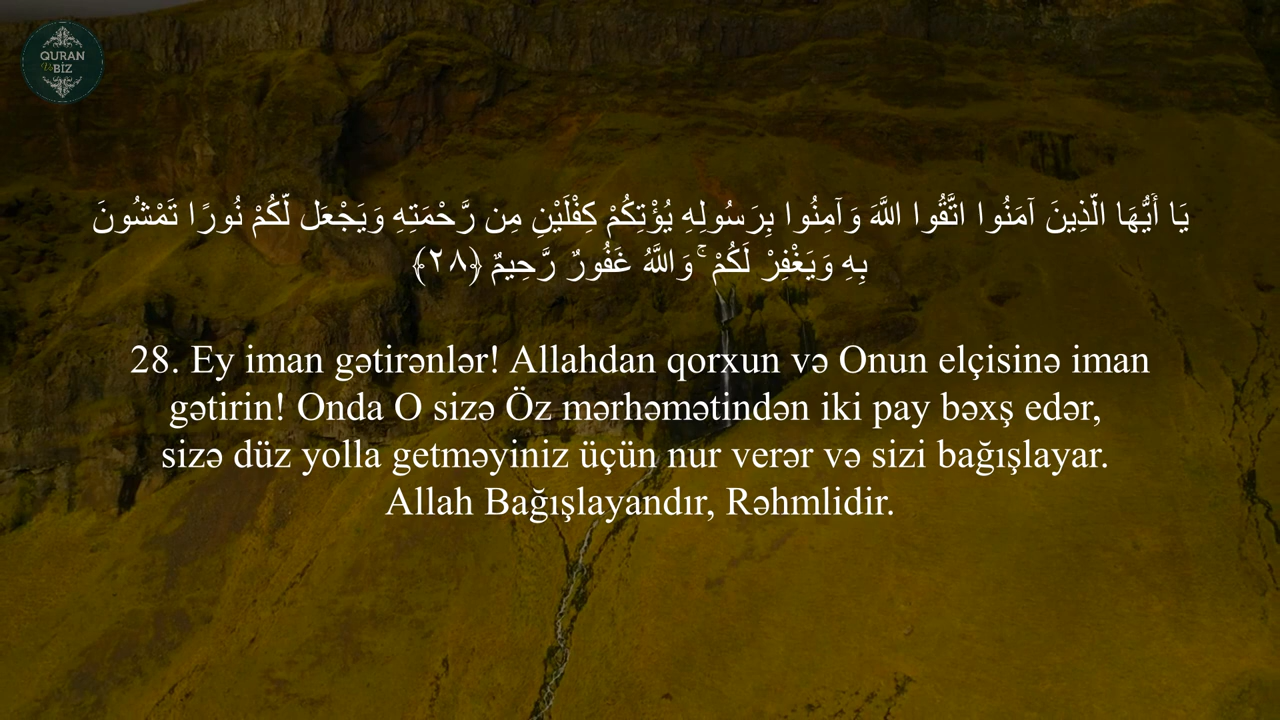 QURAN
Və
BİZ
يَا أَيُّهَا الَّذِينَ آمَنُوا اتَّقُوا اللَّهَ وَآمِنُوا بِرَسُولِهِ يُؤْتِكُمْ كِفْلَيْنِ مِن رَّحْمَتِهِ وَيَجْعَل لَّكُمْ نُورًا تَمْشُونَ
بِهِ وَيَغْفِرْ لَكُمْ ۚ وَاللَّهُ غَفُورٌ رَّحِيمٌ ﴿٢٨﴾
28. Ey iman gətirənlər! Allahdan qorxun və Onun elçisinə iman
gətirin! Onda O sizə Öz mərhəmətindən iki pay bəxş edər,
sizə düz yolla getməyiniz üçün nur verər və sizi bağışlayar.
Allah Bağışlayandır, Rəhmlidir.